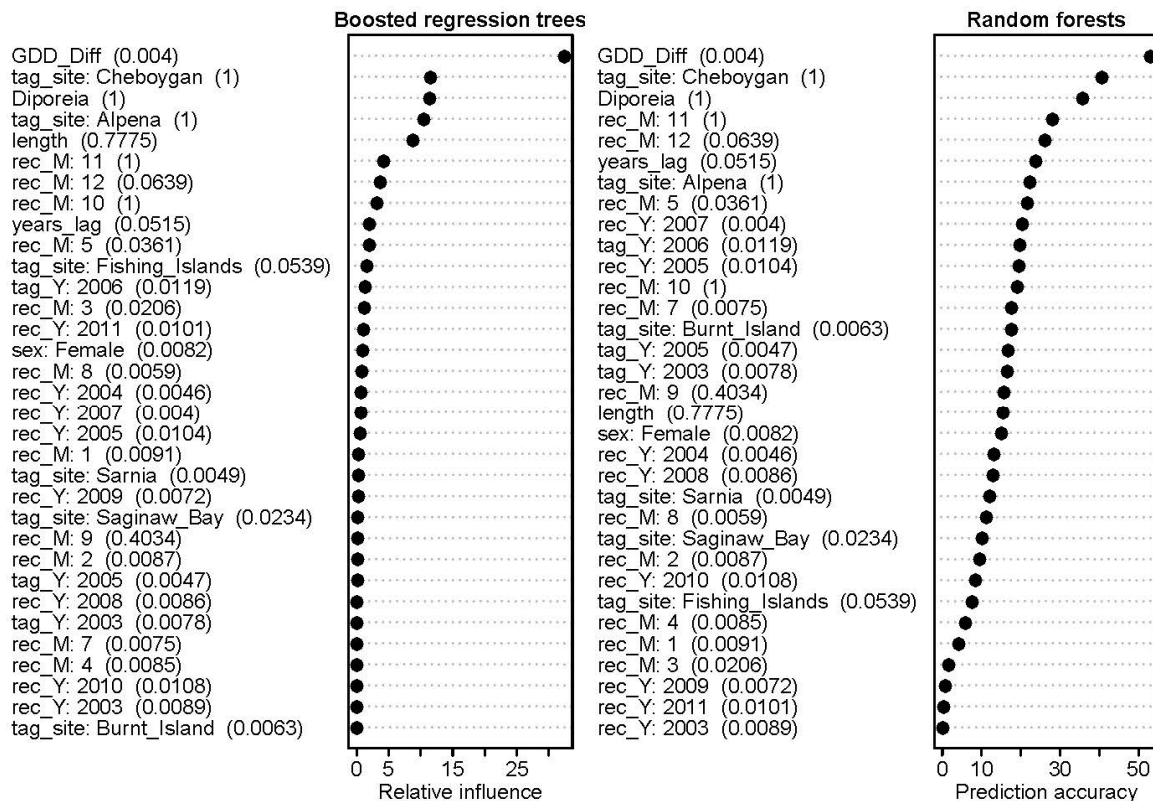 Boosted regression trees
GDD_Diff (0.004)
tag_site: Cheboygan (1)
Diporeia (1)
tag_site: Alpena (1)
length (0.7775)
rec_M: 11 (1)
rec_M: 12 (0.0639)
rec_M: 10 (1)
years_lag (0.0515)
rec_M: 5 (0.0361)
tag_site: Fishing_Islands (0.0539)
tag_Y: 2006 (0.0119)
rec_M: 3 (0.0206)
rec_Y: 2011 (0.0101)
sex: Female (0.0082)
rec_M: 8 (0.0059)
rec_Y: 2004 (0.0046)
rec_Y: 2007 (0.004)
rec_Y: 2005 (0.0104)
rec_M: 1 (0.0091)
tag_site: Sarnia (0.0049)
rec_Y: 2009 (0.0072)
tag_site: Saginaw_Bay (0.0234)
rec_M: 9 (0.4034)
rec_M: 2 (0.0087)
tag_Y: 2005 (0.0047)
rec_Y: 2008 (0.0086)
tag_Y: 2003 (0.0078)
rec_M: 7 (0.0075)
rec_M: 4 (0.0085)
rec_Y: 2010 (0.0108)
rec_Y: 2003 (0.0089)
tag_site: Burnt_Island (0.0063)
0 5 15 25
Relative influence
Random forests
GDD_Diff (0.004)
tag_site: Cheboygan (1)
Diporeia (1)
rec_M: 11 (1)
rec_M: 12 (0.0639)
years_lag (0.0515)
tag_site: Alpena (1)
rec_M: 5 (0.0361)
rec_Y: 2007 (0.004)
tag_Y: 2006 (0.0119)
rec_Y: 2005 (0.0104)
rec_M: 10 (1)
rec_M: 7 (0.0075)
tag_site: Burnt_Island (0.0063)
tag_Y: 2005 (0.0047)
tag_Y: 2003 (0.0078)
rec_M: 9 (0.4034)
length (0.7775)
sex: Female (0.0082)
rec_Y: 2004 (0.0046)
rec_Y: 2008 (0.0086)
tag_site: Sarnia (0.0049)
rec_M: 8 (0.0059)
tag_site: Saginaw_Bay (0.0234)
rec_M: 2 (0.0087)
rec_Y: 2010 (0.0108)
tag_site: Fishing_Islands (0.0539)
rec_M: 4 (0.0085)
rec_M: 1 (0.0091)
rec_M: 3 (0.0206)
rec_Y: 2009 (0.0072)
rec_Y: 2011 (0.0101)
rec_Y: 2003 (0.0089)
0 10 30 50
Prediction accuracy